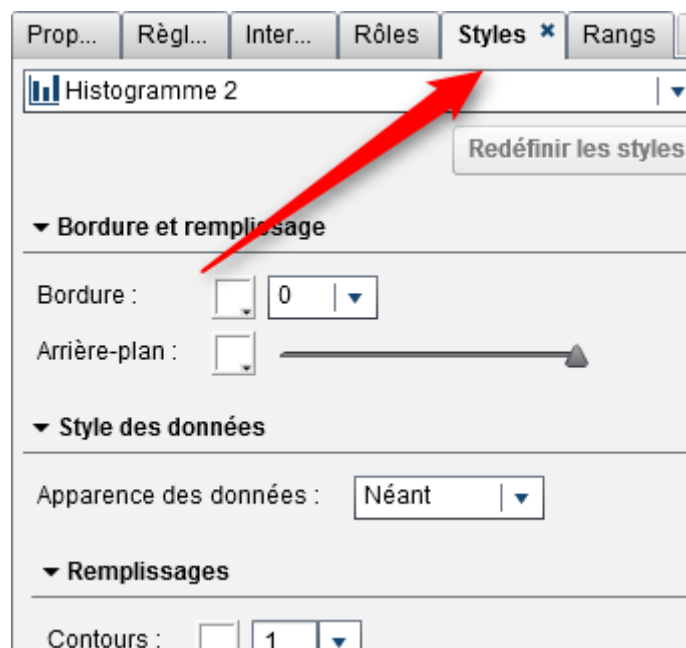 Prop... Règl... Inter... Rôles Styles × Rangs
Histogramme 2
Redéfinir les styles
Bordure et remplissage
Bordure : 0
Arrière-plan :
Style des données
Apparence des données : Néant
Remplissages
Contours : 1